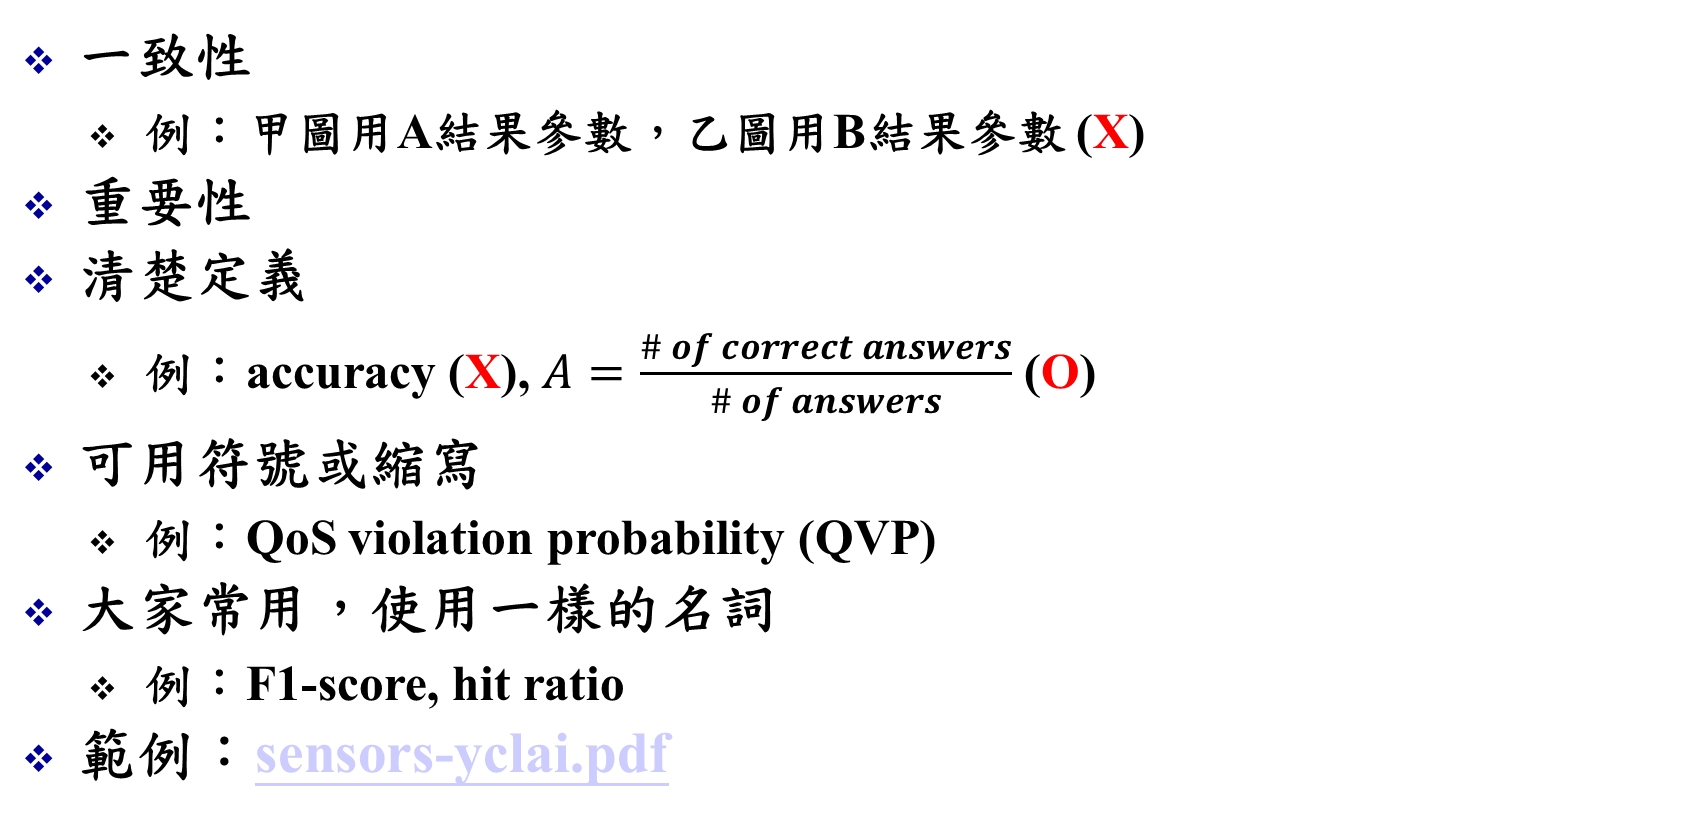 ❖ 一致性
❖ 例：甲圖用A結果參數，乙圖用B結果參數 (X)
❖ 重要性
❖ 清楚定義
❖ 例：accuracy (X), A = # of correct answers / # of answers (O)
❖ 可用符號或縮寫
❖ 例：QoS violation probability (QVP)
❖ 大家常用，使用一樣的名詞
❖ 例：F1-score, hit ratio
❖ 範例：sensors-yclai.pdf